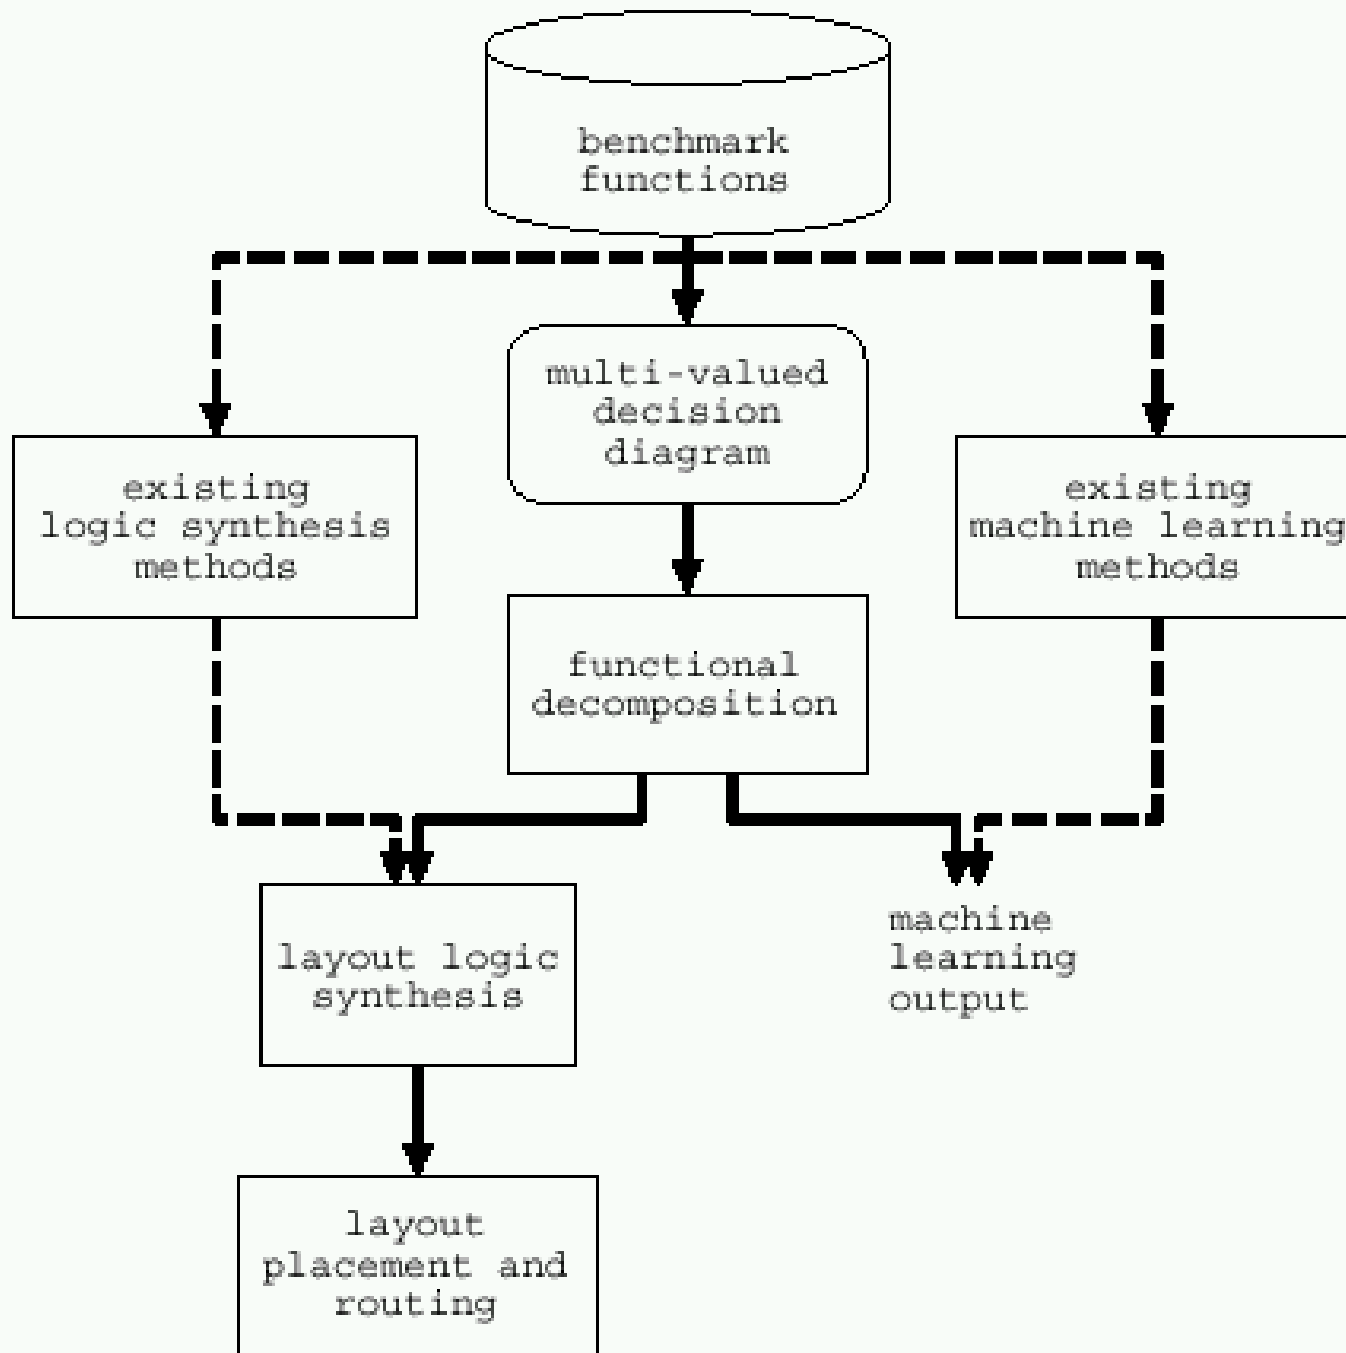 benchmark
functions
multi-valued
decision
diagram
existing
logic synthesis
methods
existing
machine learning
methods
functional
decomposition
layout logic
synthesis
machine
learning
output
layout
placement and
routing